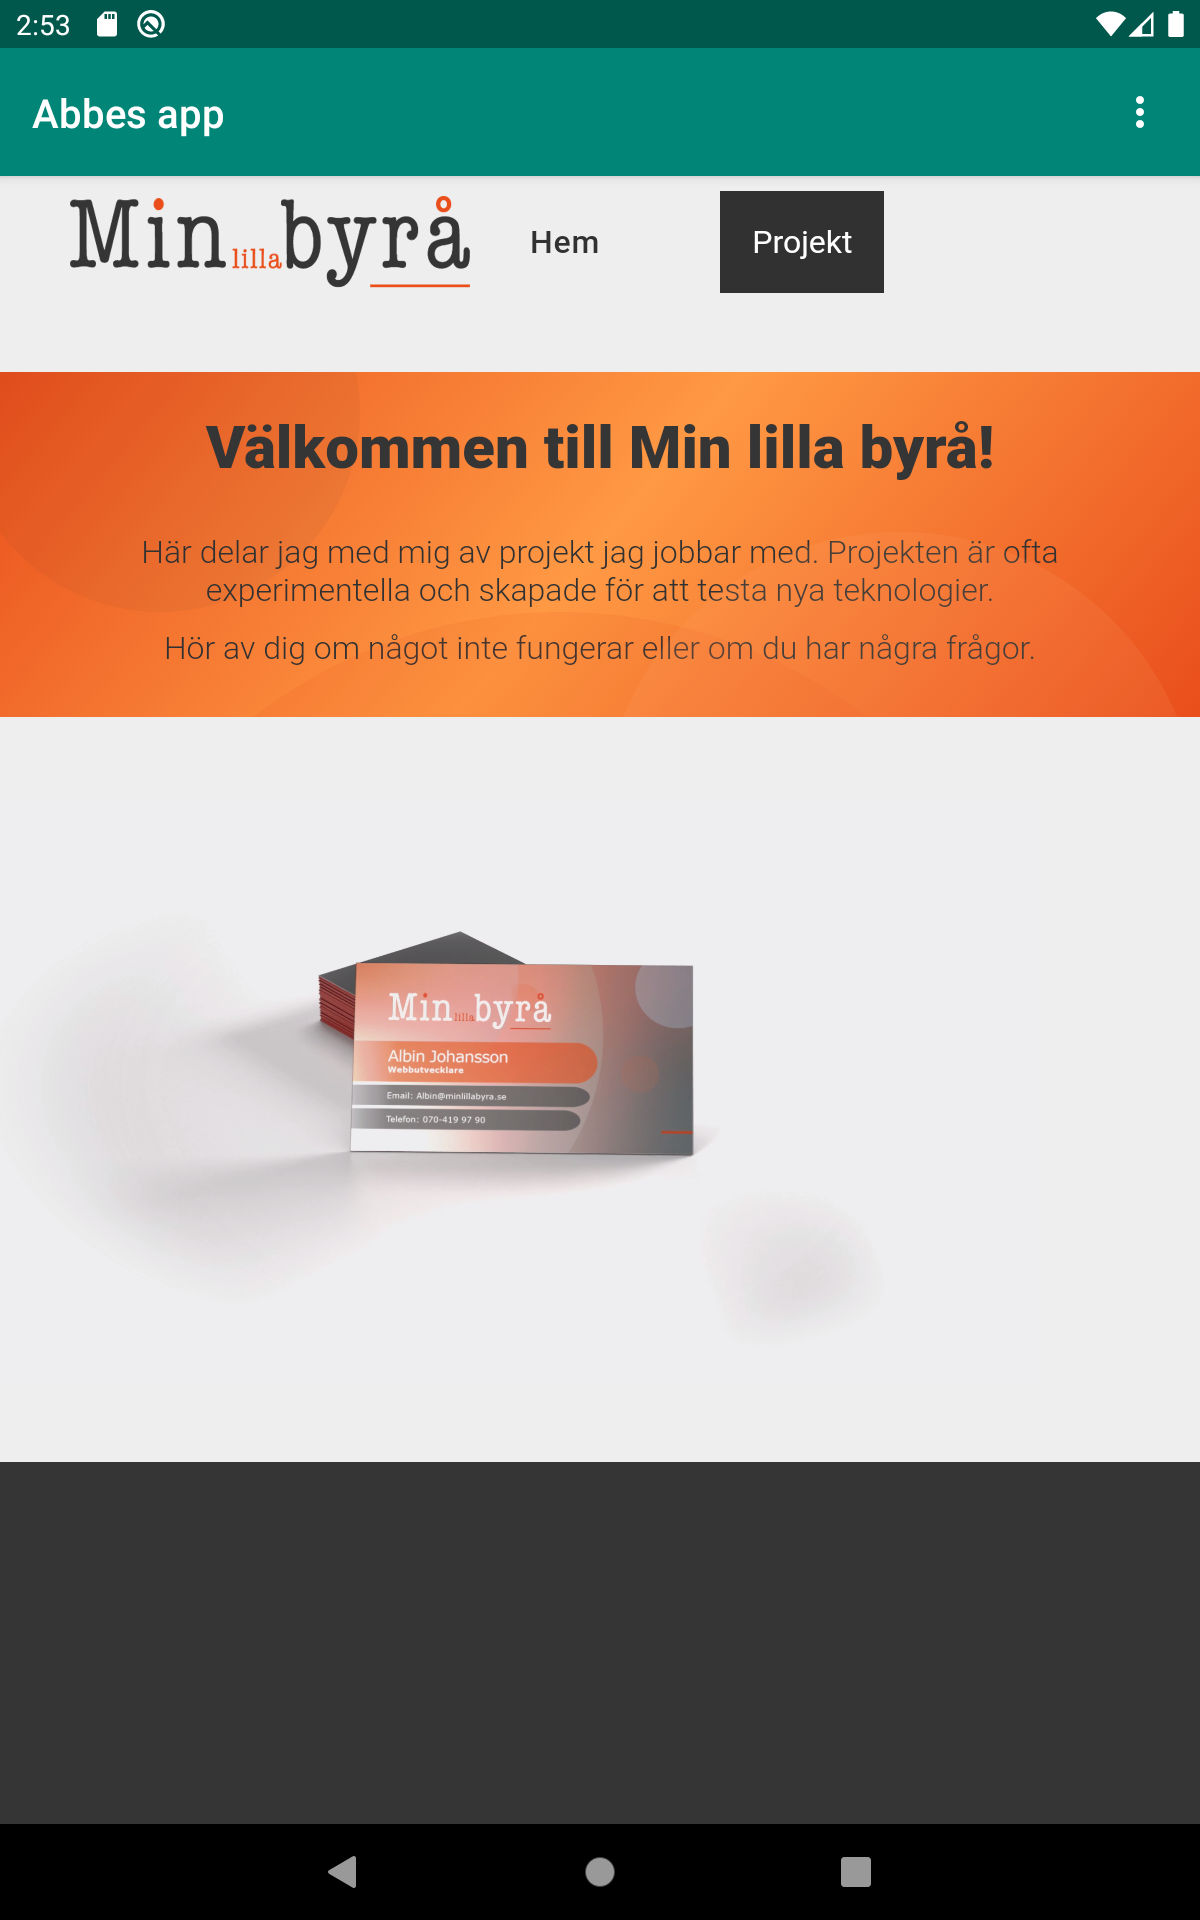 2:53
Abbes app
Min lilla byrå
Hem
Projekt
Välkommen till Min lilla byrå!
Här delar jag med mig av projekt jag jobbar med. Projekten är ofta
experimentella och skapade för att testa nya teknologier.
Hör av dig om något inte fungerar eller om du har några frågor.
Min lilla byrå
Albin Johansson
Webbutvecklare
Email: Albin@minlillabyra.se
Telefon: 070-419 97 90